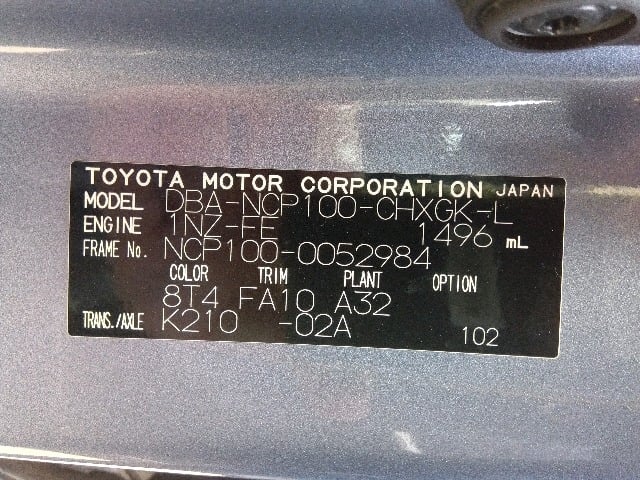 TOYOTA MOTOR CORPORATION JAPAN
MODEL DBA-NCP100-CHXGK-L
ENGINE 1NZ-FE 1496 mL
FRAME No. NCP100-0052984
COLOR TRIM PLANT OPTION
8T4 FA10 A32
TRANS./AXLE K210 -02A 102